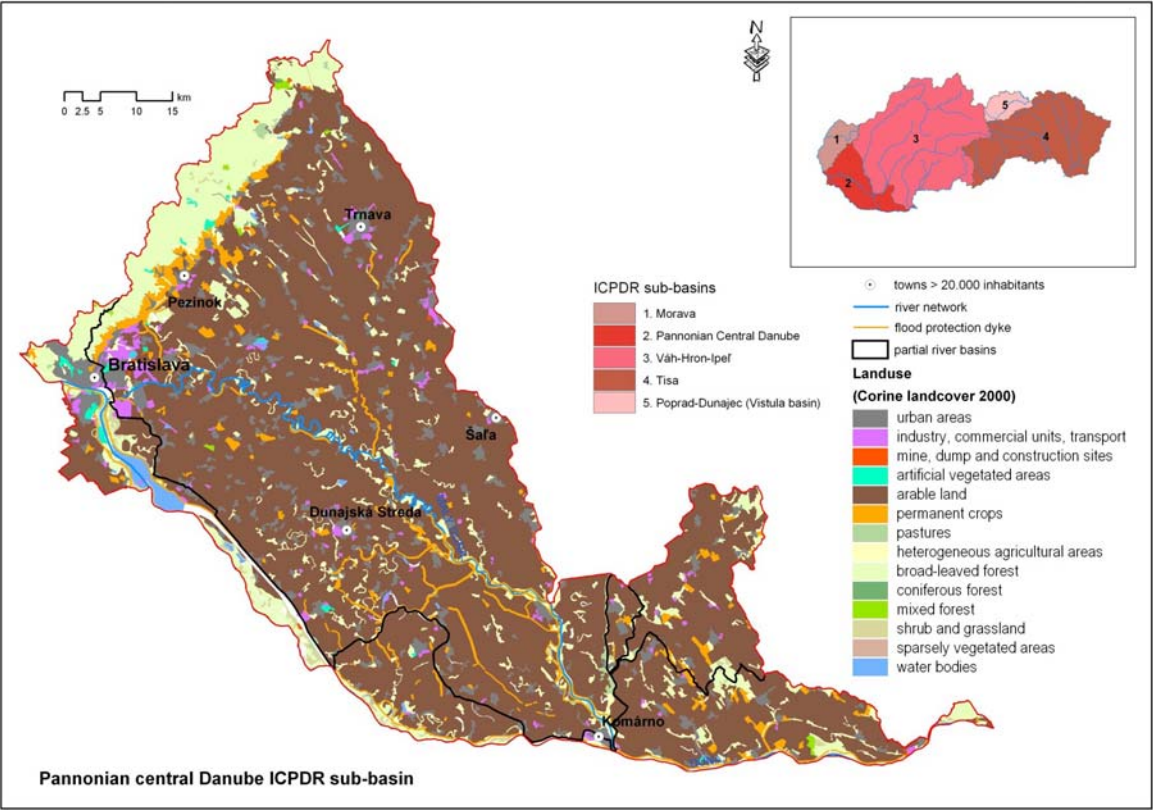 N
km
0 2.5 5 10 15
1
2
3
4
5
Trnava
Pezinok
Bratislava
Šaľa
Dunajská Streda
Komárno
ICPDR sub-basins
1. Morava
2. Pannonian Central Danube
3. Váh-Hron-Ipeľ
4. Tisa
5. Poprad-Dunajec (Vistula basin)
towns > 20.000 inhabitants
river network
flood protection dyke
partial river basins
Landuse
(Corine landcover 2000)
urban areas
industry, commercial units, transport
mine, dump and construction sites
artificial vegetated areas
arable land
permanent crops
pastures
heterogeneous agricultural areas
broad-leaved forest
coniferous forest
mixed forest
shrub and grassland
sparsely vegetated areas
water bodies
Pannonian central Danube ICPDR sub-basin